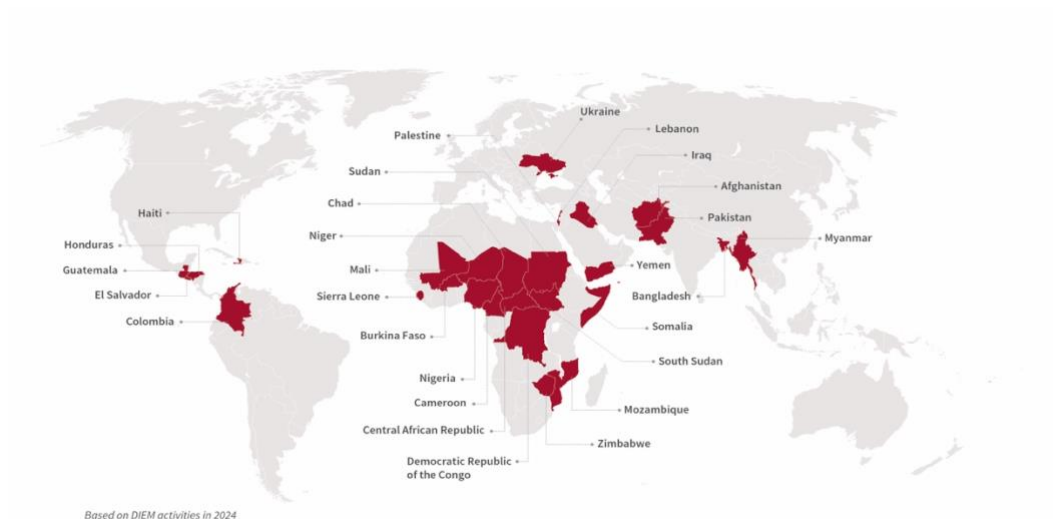 Ukraine
Palestine
Lebanon
Iraq
Sudan
Afghanistan
Chad
Haiti
Pakistan
Niger
Myanmar
Honduras
Yemen
Guatemala
Mali
El Salvador
Sierra Leone
Bangladesh
Colombia
Somalia
Burkina Faso
South Sudan
Nigeria
Cameroon
Mozambique
Central African Republic
Zimbabwe
Democratic Republic
of the Congo
Based on DIEM activities in 2024